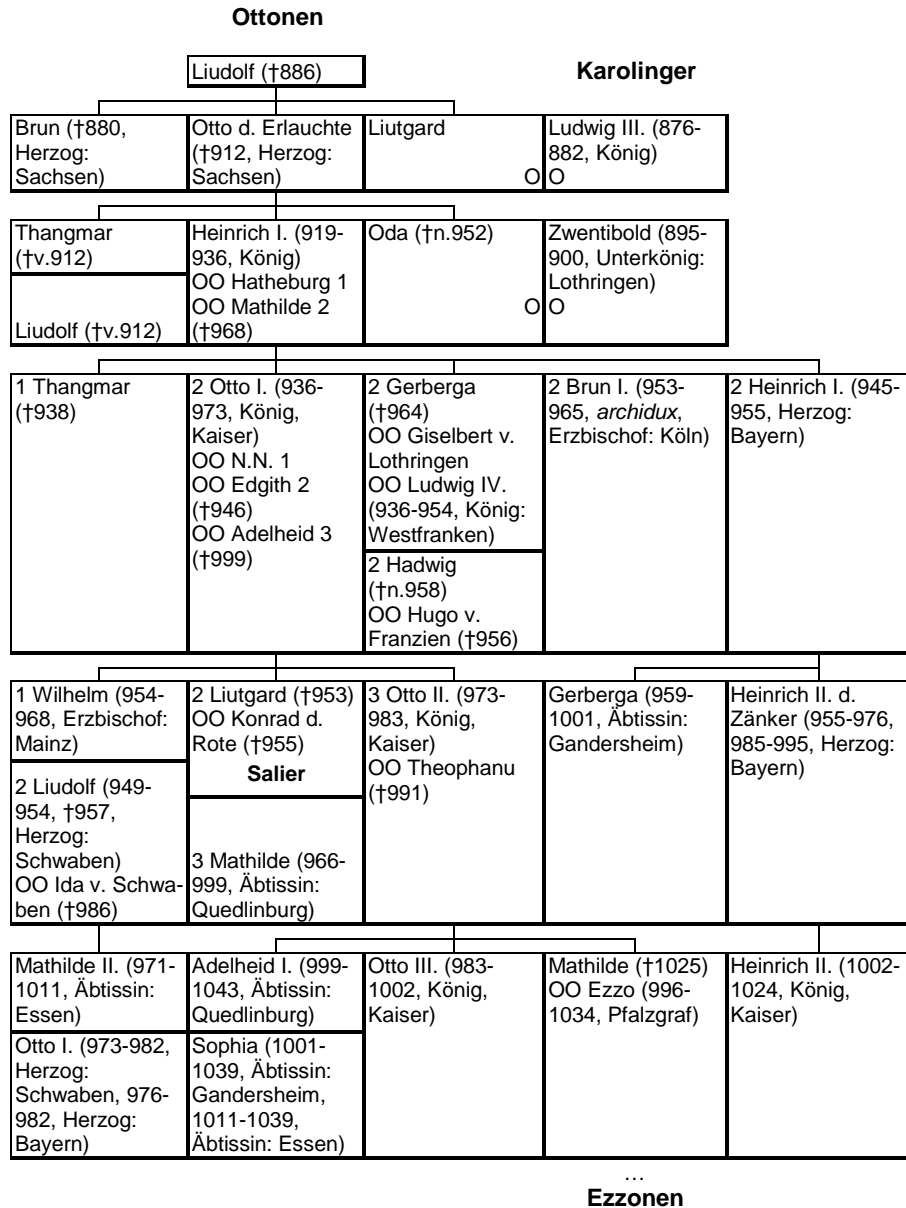 Ottonen
Liudolf (†886)
Karolinger
Brun (†880,
Herzog:
Sachsen)
Otto d. Erlauchte
(†912, Herzog:
Sachsen)
Liutgard
O
Ludwig III. (876-
882, König)
O
Thangmar
(†v.912)
Liudolf (†v.912)
Heinrich I. (919-
936, König)
OO Hatheburg 1
OO Mathilde 2
(†968)
Oda (†n.952)
O
Zwentibold (895-
900, Unterkönig:
Lothringen)
O
1 Thangmar
(†938)
2 Otto I. (936-
973, König,
Kaiser)
OO N.N. 1
OO Edgith 2
(†946)
OO Adelheid 3
(†999)
2 Gerberga
(†964)
OO Giselbert v.
Lothringen
OO Ludwig IV.
(936-954, König:
Westfranken)
2 Hadwig
(†n.958)
OO Hugo v.
Franzien (†956)
2 Brun I. (953-
965, archidux,
Erzbischof: Köln)
2 Heinrich I. (945-
955, Herzog:
Bayern)
1 Wilhelm (954-
968, Erzbischof:
Mainz)
2 Liudolf (949-
954, †957,
Herzog:
Schwaben)
OO Ida v. Schwa-
ben (†986)
2 Liutgard (†953)
OO Konrad d.
Rote (†955)
Salier
3 Mathilde (966-
999, Äbtissin:
Quedlinburg)
3 Otto II. (973-
983, König,
Kaiser)
OO Theophanu
(†991)
Gerberga (959-
1001, Äbtissin:
Gandersheim)
Heinrich II. d.
Zänker (955-976,
985-995, Herzog:
Bayern)
Mathilde II. (971-
1011, Äbtissin:
Essen)
Otto I. (973-982,
Herzog:
Schwaben, 976-
982, Herzog:
Bayern)
Adelheid I. (999-
1043, Äbtissin:
Quedlinburg)
Sophia (1001-
1039, Äbtissin:
Gandersheim,
1011-1039,
Äbtissin: Essen)
Otto III. (983-
1002, König,
Kaiser)
Mathilde (†1025)
OO Ezzo (996-
1034, Pfalzgraf)
Heinrich II. (1002-
1024, König,
Kaiser)
…
Ezzonen